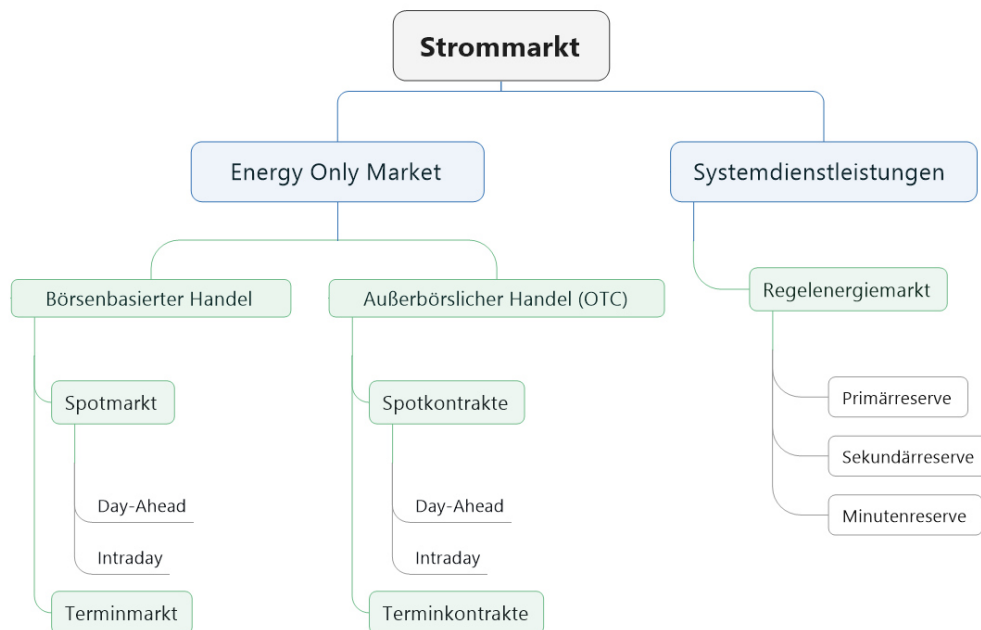 Strommarkt
Energy Only Market
Systemdienstleistungen
Börsenbasierter Handel
Außerbörslicher Handel (OTC)
Regelenergiemarkt
Spotmarkt
Day-Ahead
Intraday
Terminmarkt
Spotkontrakte
Day-Ahead
Intraday
Terminkontrakte
Primärreserve
Sekundärreserve
Minutenreserve